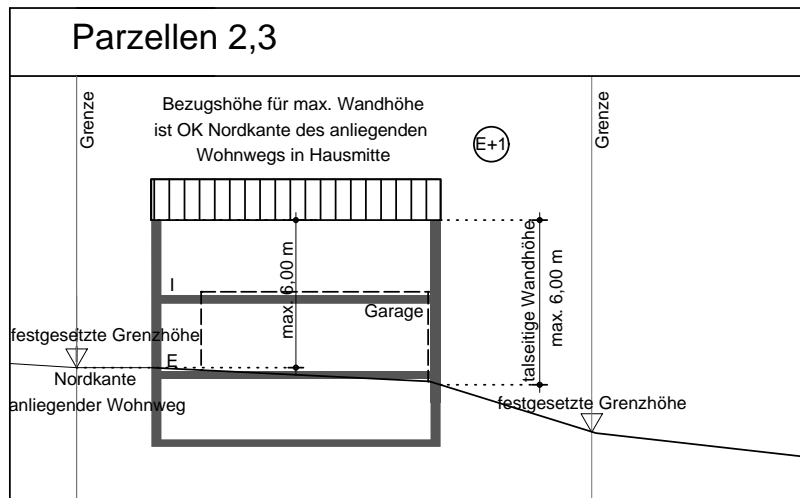 Parzellen 2,3
Grenze
Bezugshöhe für max. Wandhöhe
ist OK Nordkante des anliegenden
Wohnwegs in Hausmitte
E+1
Grenze
max. 6,00 m
talseitige Wandhöhe
max. 6,00 m
I
Garage
festgesetzte Grenzhöhe
E
Nordkante
anliegender Wohnweg
festgesetzte Grenzhöhe